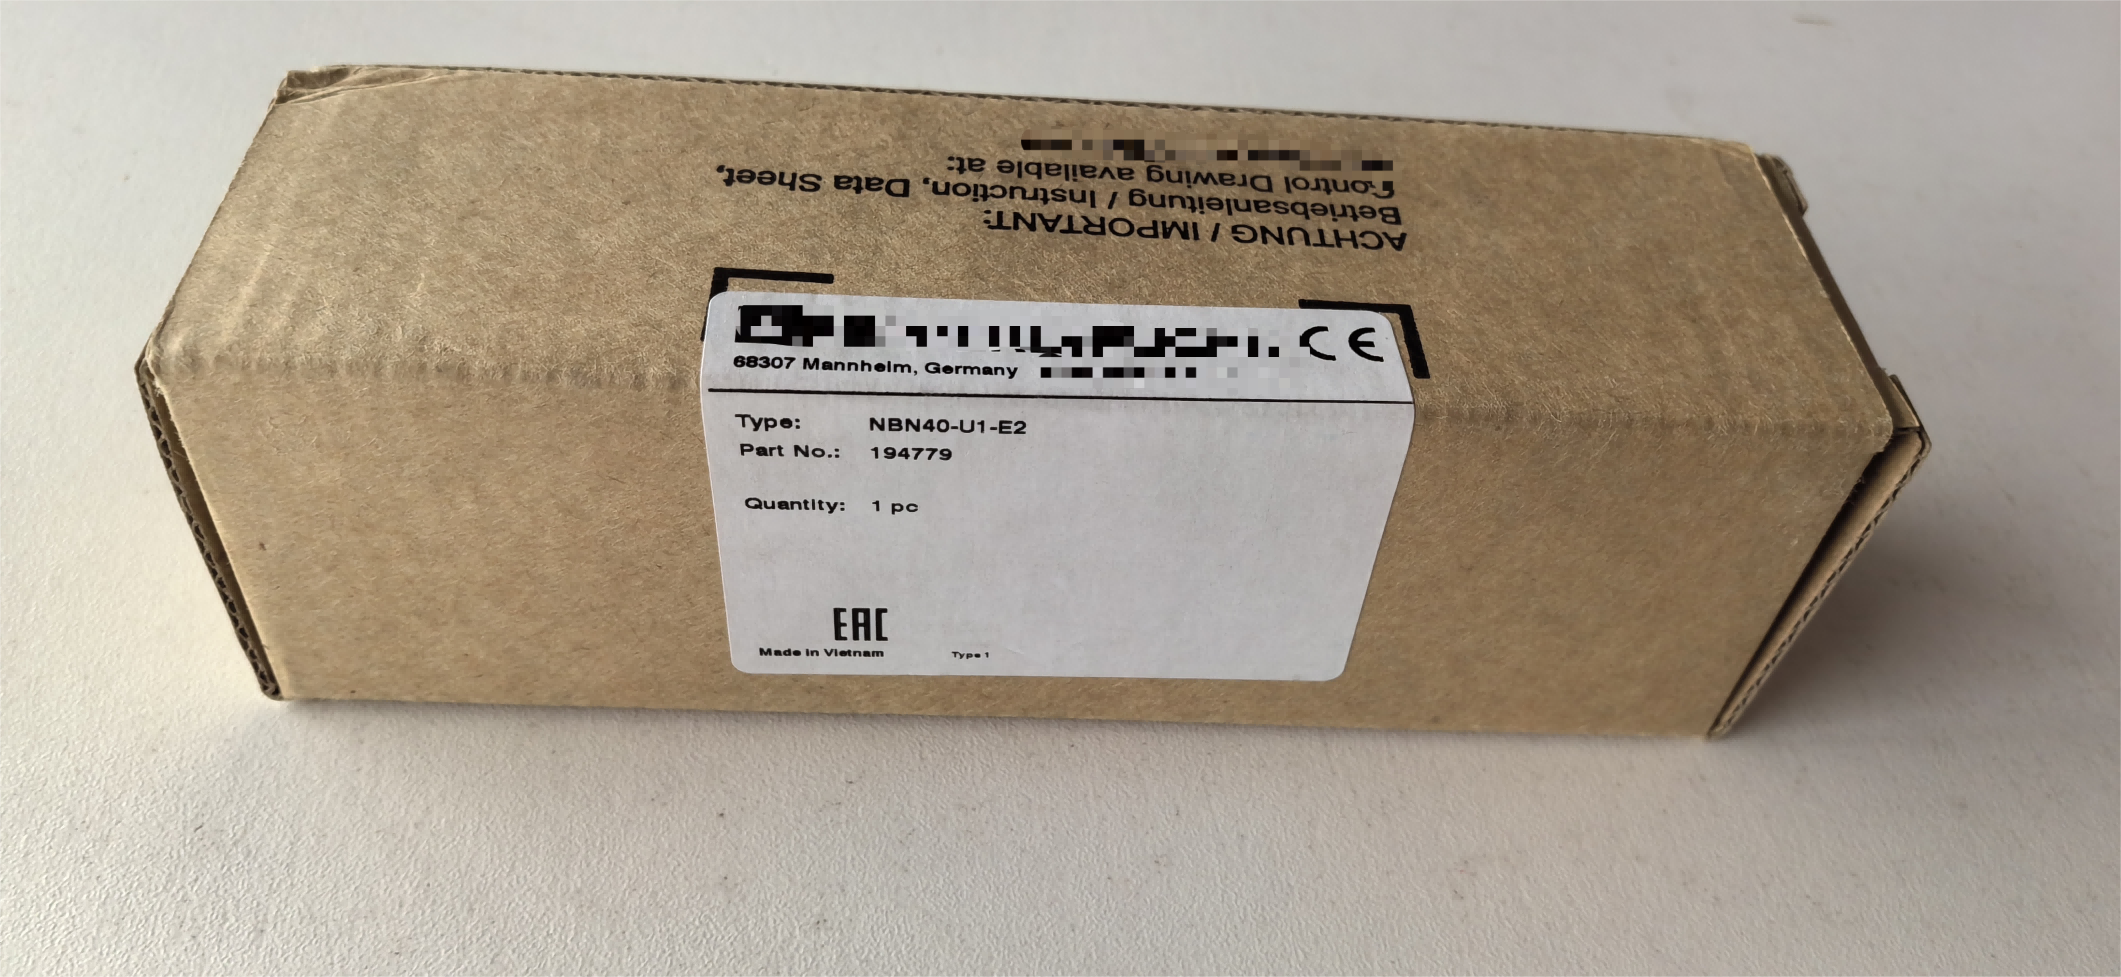 ACHTUNG / IMPORTANT:
Betriebsanleitung / Instruction, Data Sheet,
Control Drawing available at:
CE
68307 Mannheim, Germany
Type: NBN40-U1-E2
Part No.: 194779
Quantity: 1 pc
EAC
Made in Vietnam Type 1